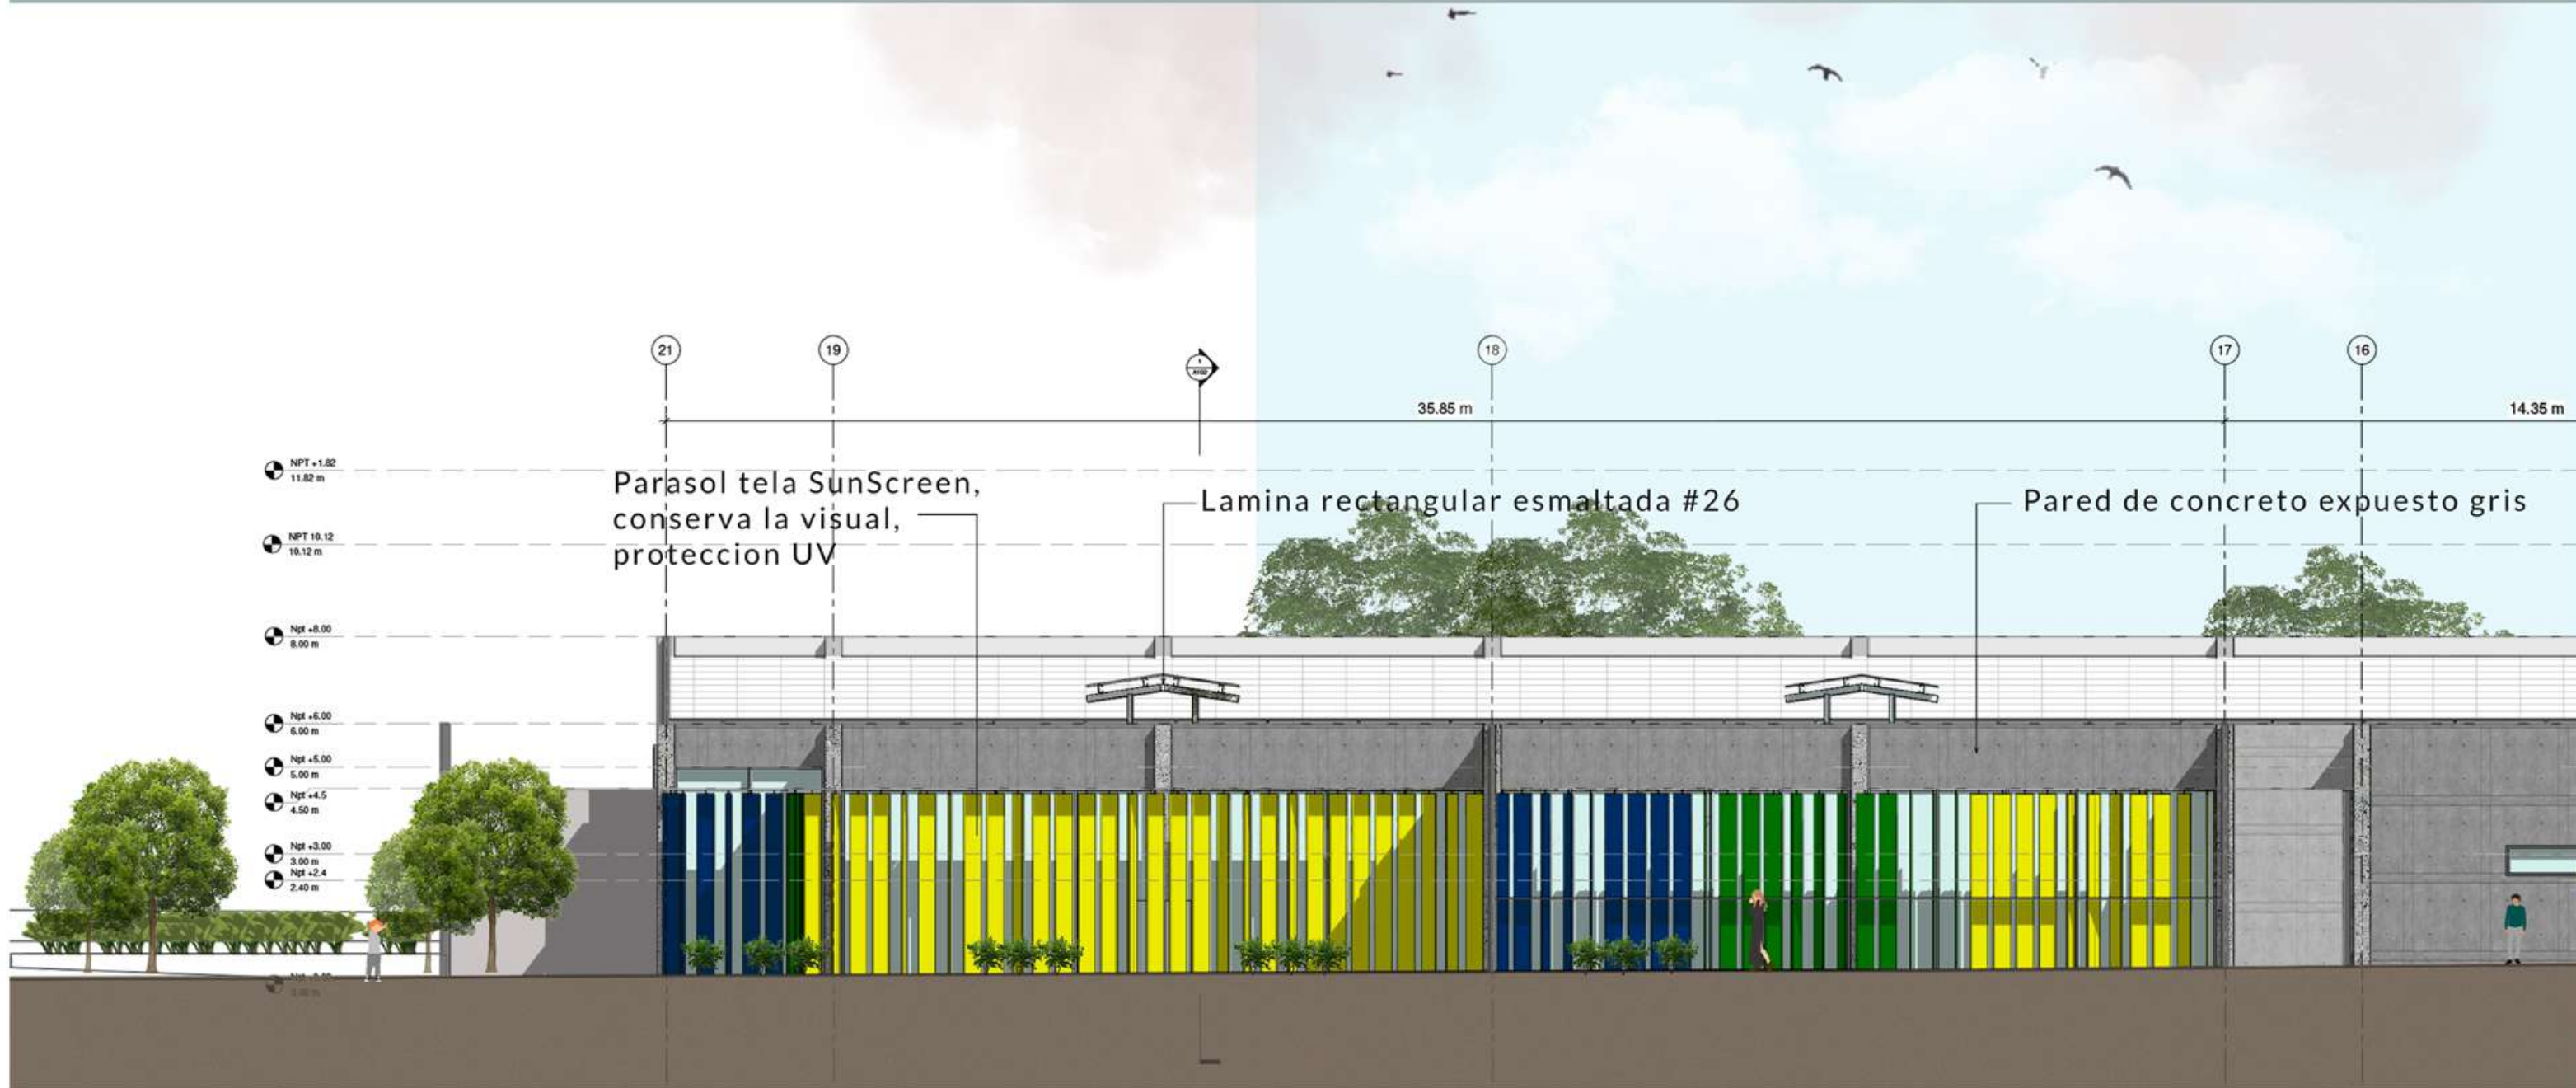 21
19
1
A102
18
17
16
35.85 m
14.35 m
NPT +1.82
11.82 m
Parasol tela SunScreen,
conserva la visual,
proteccion UV
Lamina rectangular esmaltada #26
Pared de concreto expuesto gris
NPT 10.12
10.12 m
Npt +8.00
8.00 m
Npt +6.00
6.00 m
Npt +5.00
5.00 m
Npt +4.5
4.50 m
Npt +3.00
3.00 m
Npt +2.4
2.40 m